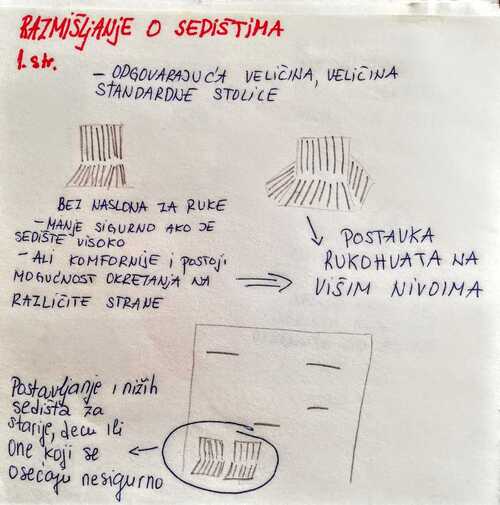 RAZMIŠLJANJE O SEDIŠTIMA
1. str.
- ODGOVARAJUĆA VELIČINA, VELIČINA
STANDARDNE STOLICE
BEZ NASLONA ZA RUKE
- MANJE SIGURNO AKO JE
SEDIŠTE VISOKO
- ALI KOMFORNIJE I POSTOJI
MOGUĆNOST OKRETANJA NA
RAZLIČITE STRANE
POSTAVKA
RUKOHVATA NA
VIŠIM NIVOIMA
Postavljanje i nižih
sedišta za
starije, decu ili
One koji se
osećaju nesigurno